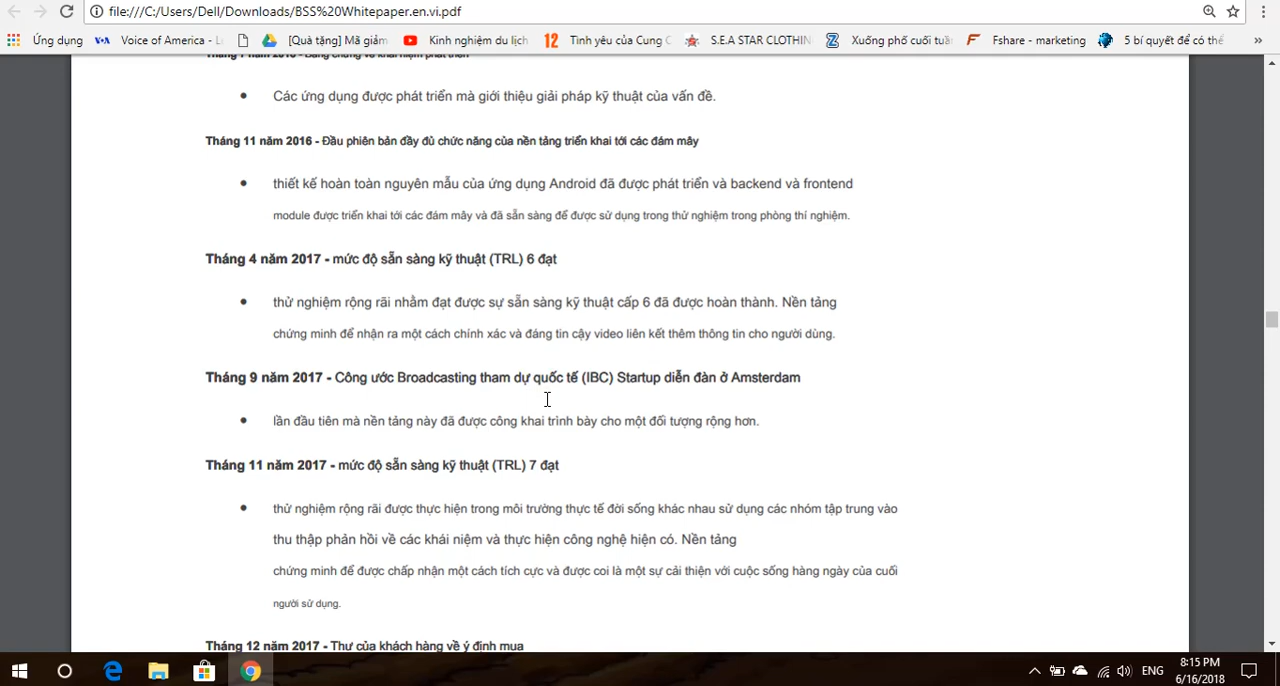 file:///C:/Users/Dell/Downloads/BSS%20Whitepaper.en.vi.pdf
Ứng dụng VOA Voice of America - L [Quà tặng] Mã giảm Kinh nghiệm du lịch 12 Tình yêu của Cung C S.E.A STAR CLOTHIN Z Xuống phố cuối tuần F Fshare - marketing 5 bí quyết để có thể »
• Các ứng dụng được phát triển mà giới thiệu giải pháp kỹ thuật của vấn đề.
Tháng 11 năm 2016 - Đầu phiên bản đầy đủ chức năng của nền tảng triển khai tới các đám mây
• thiết kế hoàn toàn nguyên mẫu của ứng dụng Android đã được phát triển và backend và frontend
module được triển khai tới các đám mây và đã sẵn sàng để được sử dụng trong thử nghiệm trong phòng thí nghiệm.
Tháng 4 năm 2017 - mức độ sẵn sàng kỹ thuật (TRL) 6 đạt
• thử nghiệm rộng rãi nhằm đạt được sự sẵn sàng kỹ thuật cấp 6 đã được hoàn thành. Nền tảng
chứng minh để nhận ra một cách chính xác và đáng tin cậy video liên kết thêm thông tin cho người dùng.
Tháng 9 năm 2017 - Công ước Broadcasting tham dự quốc tế (IBC) Startup diễn đàn ở Amsterdam
• lần đầu tiên mà nền tảng này đã được công khai trình bày cho một đối tượng rộng hơn.
Tháng 11 năm 2017 - mức độ sẵn sàng kỹ thuật (TRL) 7 đạt
• thử nghiệm rộng rãi được thực hiện trong môi trường thực tế đời sống khác nhau sử dụng các nhóm tập trung vào
thu thập phản hồi về các khái niệm và thực hiện công nghệ hiện có. Nền tảng
chứng minh để được chấp nhận một cách tích cực và được coi là một sự cải thiện với cuộc sống hàng ngày của cuối
người sử dụng.
Tháng 12 năm 2017 - Thư của khách hàng về ý định mua
ENG 8:15 PM
6/16/2018